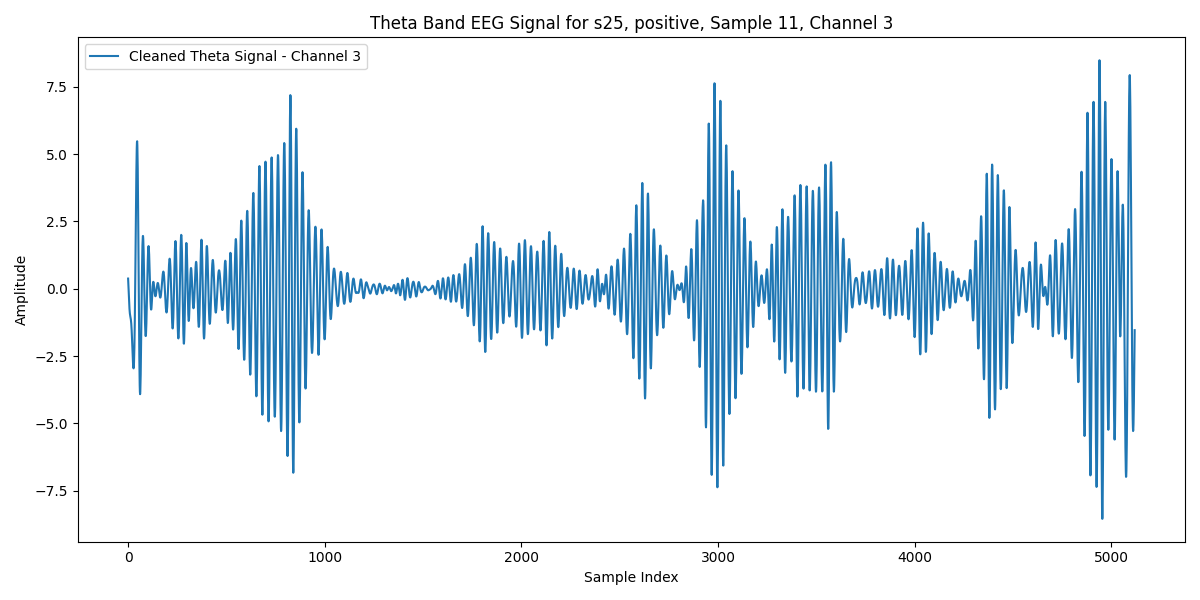 Theta Band EEG Signal for s25, positive, Sample 11, Channel 3
Cleaned Theta Signal - Channel 3
7.5
5.0
2.5
0.0
−2.5
−5.0
−7.5
Amplitude
0 1000 2000 3000 4000 5000
Sample Index